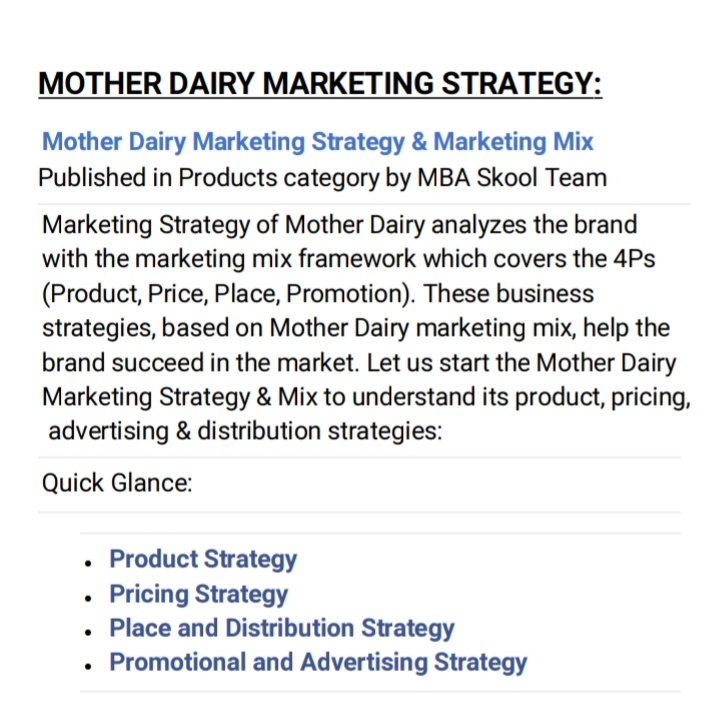 MOTHER DAIRY MARKETING STRATEGY:
Mother Dairy Marketing Strategy & Marketing Mix
Published in Products category by MBA Skool Team
Marketing Strategy of Mother Dairy analyzes the brand
with the marketing mix framework which covers the 4Ps
(Product, Price, Place, Promotion). These business
strategies, based on Mother Dairy marketing mix, help the
brand succeed in the market. Let us start the Mother Dairy
Marketing Strategy & Mix to understand its product, pricing,
advertising & distribution strategies:
Quick Glance:
• Product Strategy
• Pricing Strategy
• Place and Distribution Strategy
• Promotional and Advertising Strategy